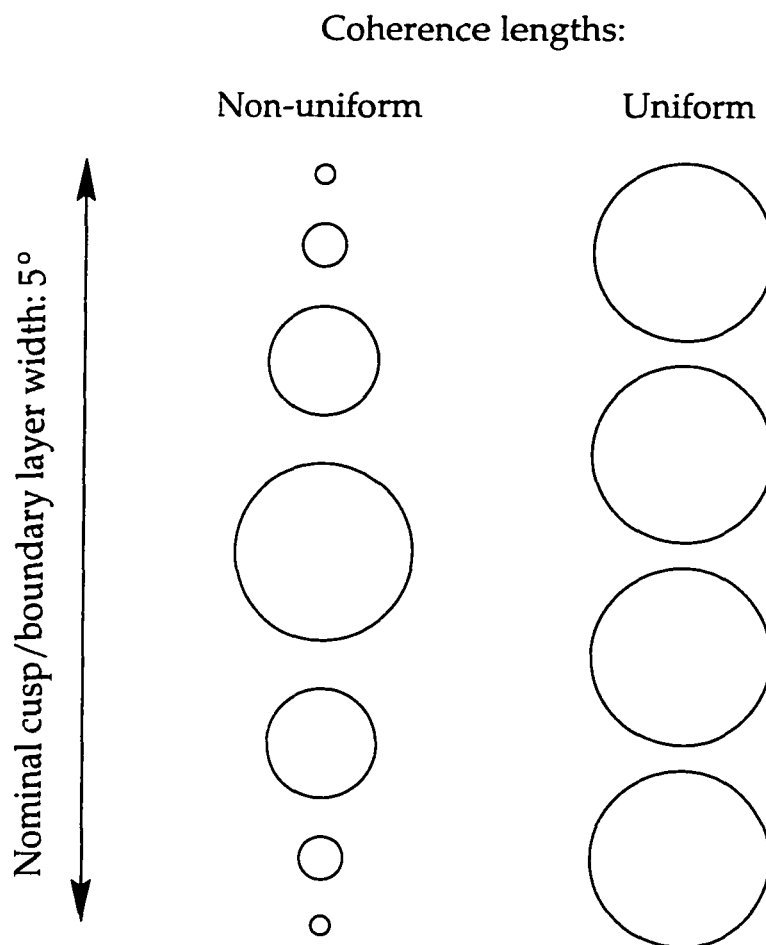 Coherence lengths:
Non-uniform
Uniform
Nominal cusp/boundary layer width: 5°